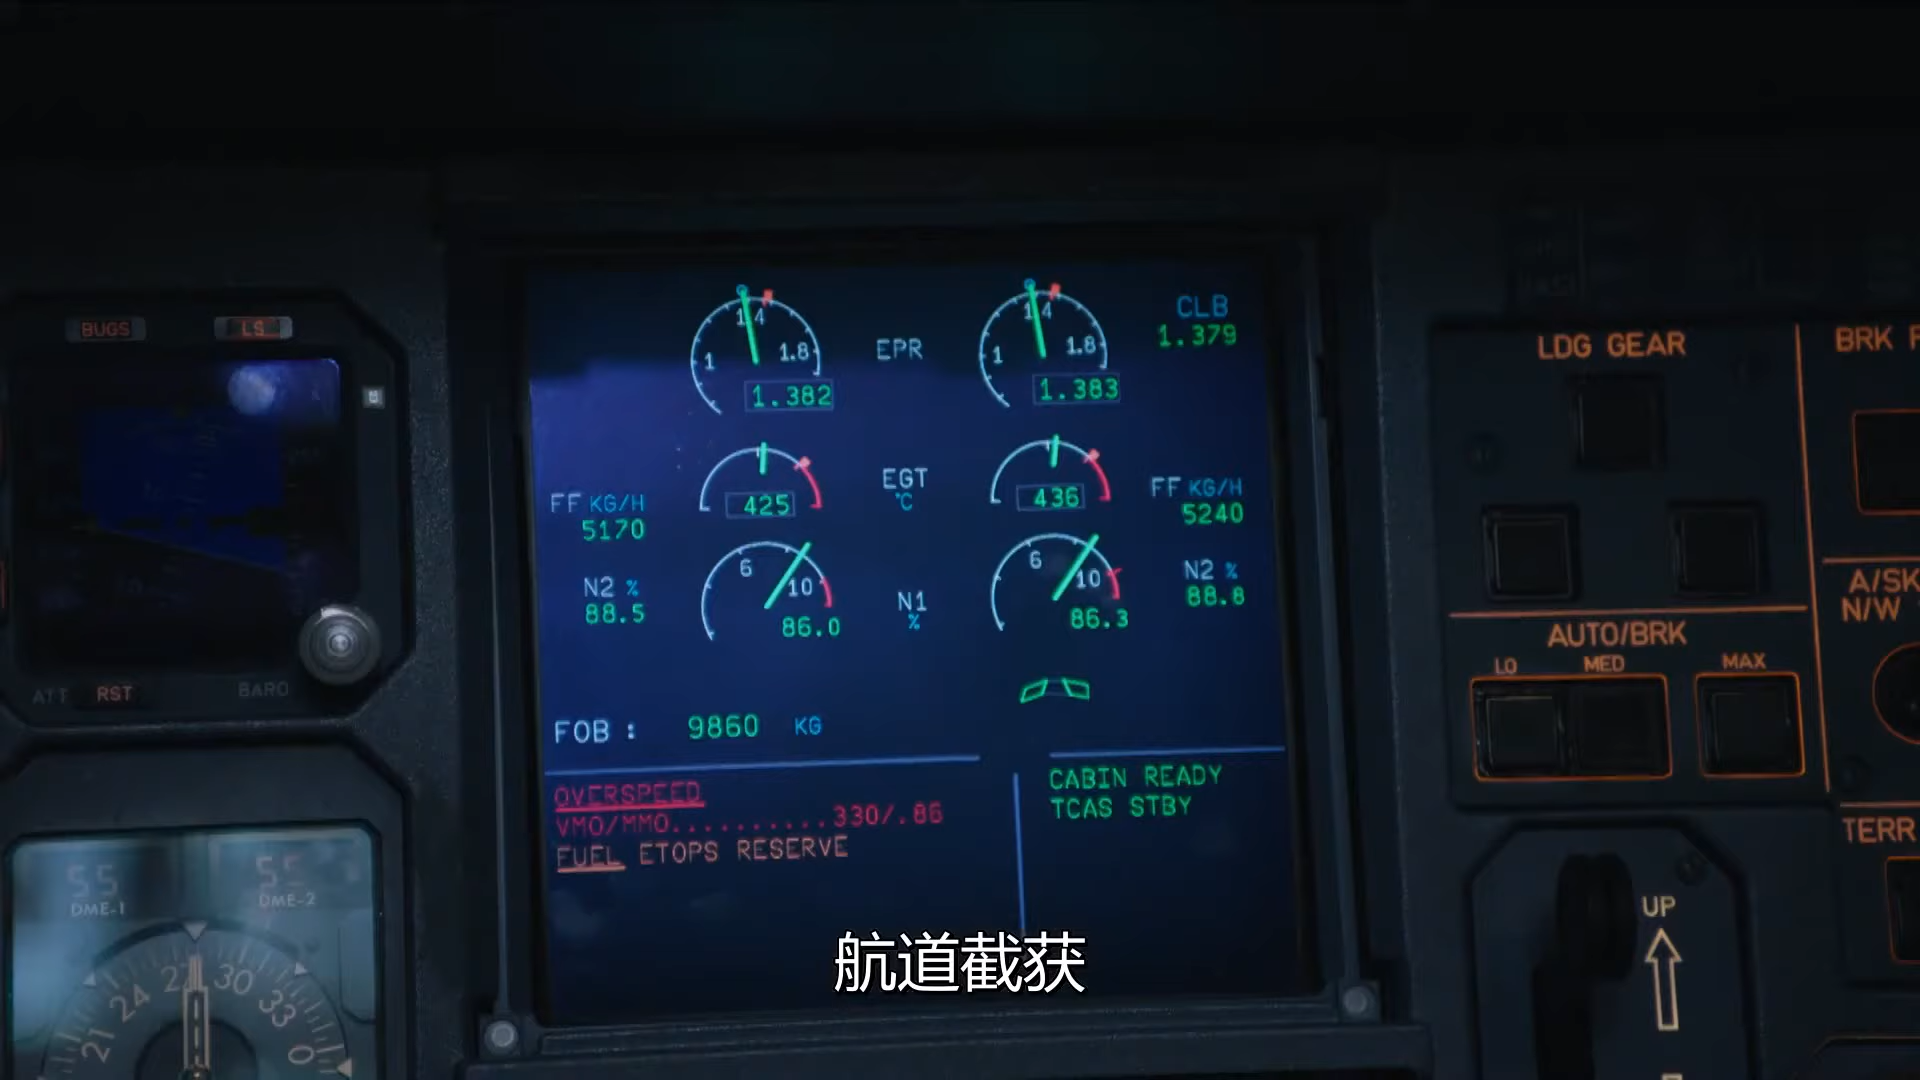 BUGS
LS
ATT
RST
BARO
55
DME-1
DME-2
21
24
27
30
33
0
1
1.4
1.8
1.382
EPR
1
1.4
1.8
1.383
CLB
1.379
425
EGT
°C
436
FF KG/H
5170
FF KG/H
5240
N2 %
88.5
6
10
86.0
N1
%
6
10
86.3
N2 %
88.8
FOB : 9860 KG
OVERSPEED
VMO/MMO..........330/.86
FUEL ETOPS RESERVE
CABIN READY
TCAS STBY
航道截获
LDG GEAR
BRK
AUTO/BRK
LO
MED
MAX
A/SK
N/W
TERR
UP